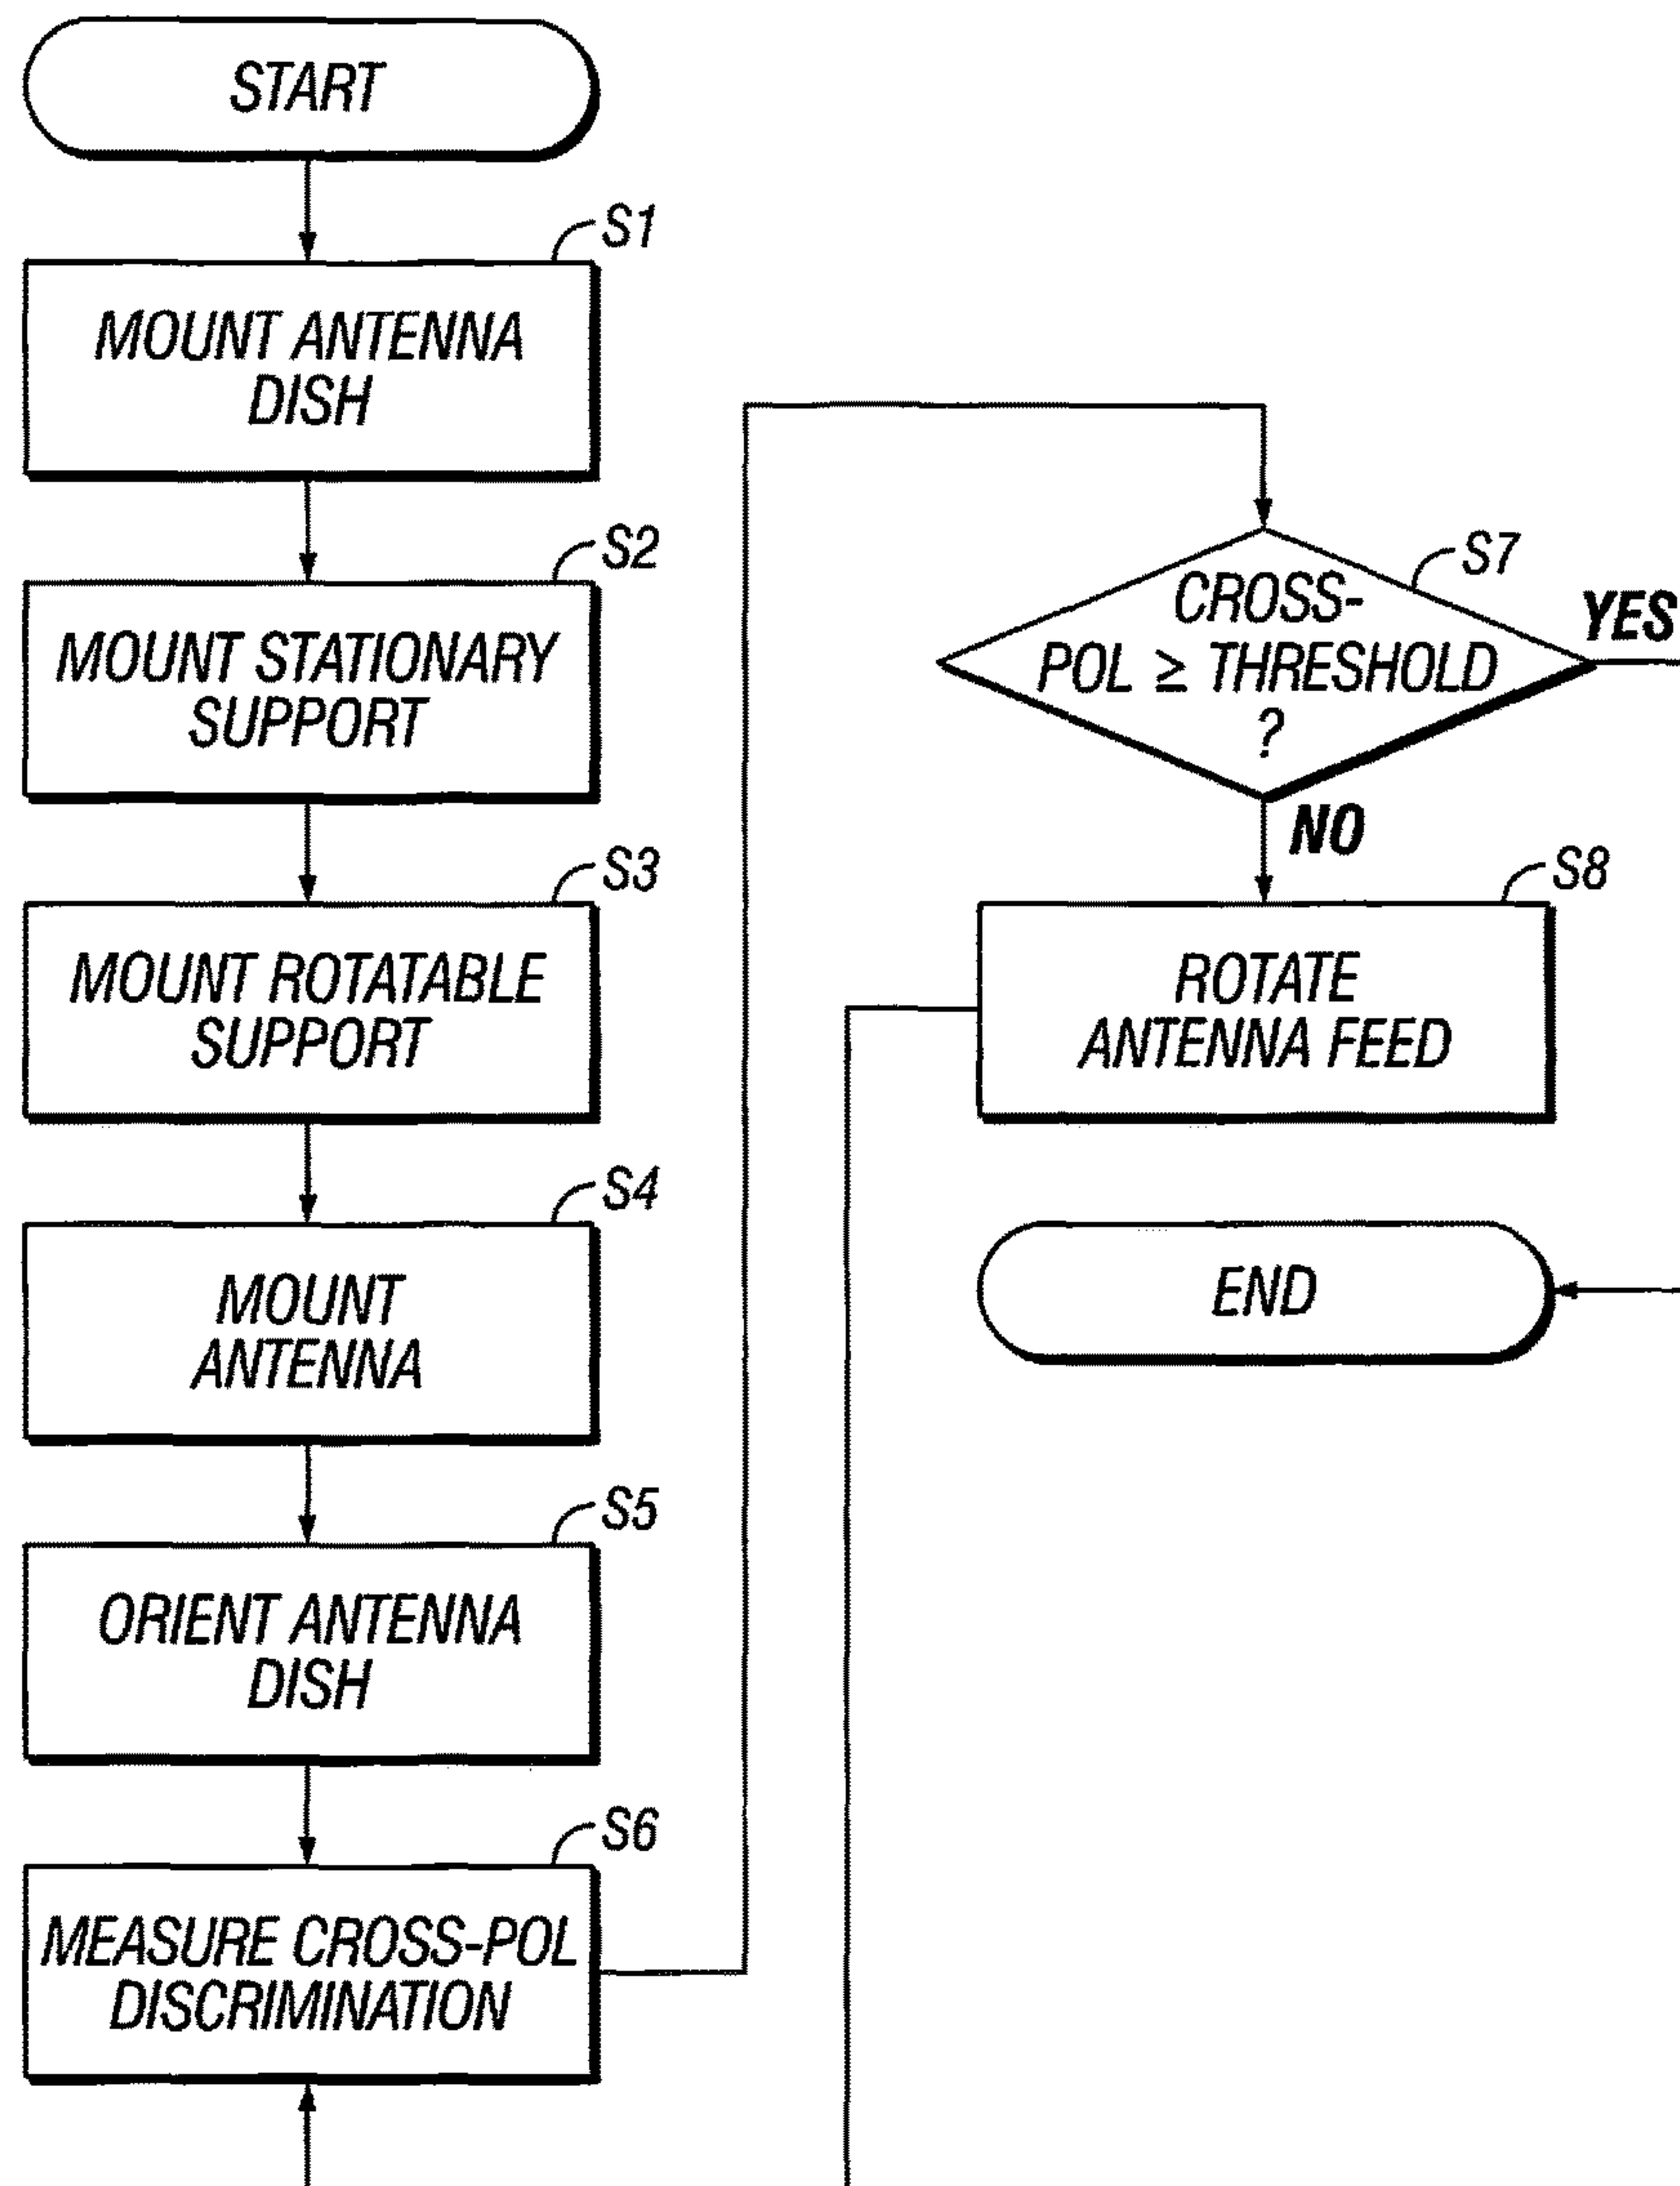 START
S1
MOUNT ANTENNA
DISH
S2
MOUNT STATIONARY
SUPPORT
S3
MOUNT ROTATABLE
SUPPORT
S4
MOUNT
ANTENNA
S5
ORIENT ANTENNA
DISH
S6
MEASURE CROSS-POL
DISCRIMINATION
S7
CROSS-
POL ≥ THRESHOLD
?
YES
NO
S8
ROTATE
ANTENNA FEED
END